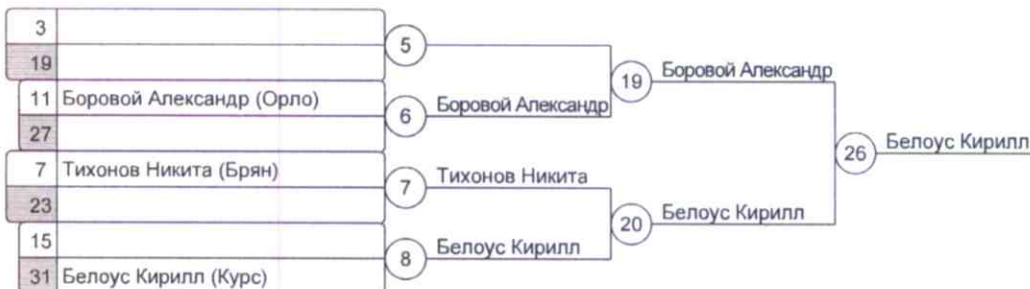 3
5
19
19 Боровой Александр
11 Боровой Александр (Орло)
6 Боровой Александр
27
26 Белоус Кирилл
7 Тихонов Никита (Брян)
7 Тихонов Никита
23
20 Белоус Кирилл
15
8 Белоус Кирилл
31 Белоус Кирилл (Курс)